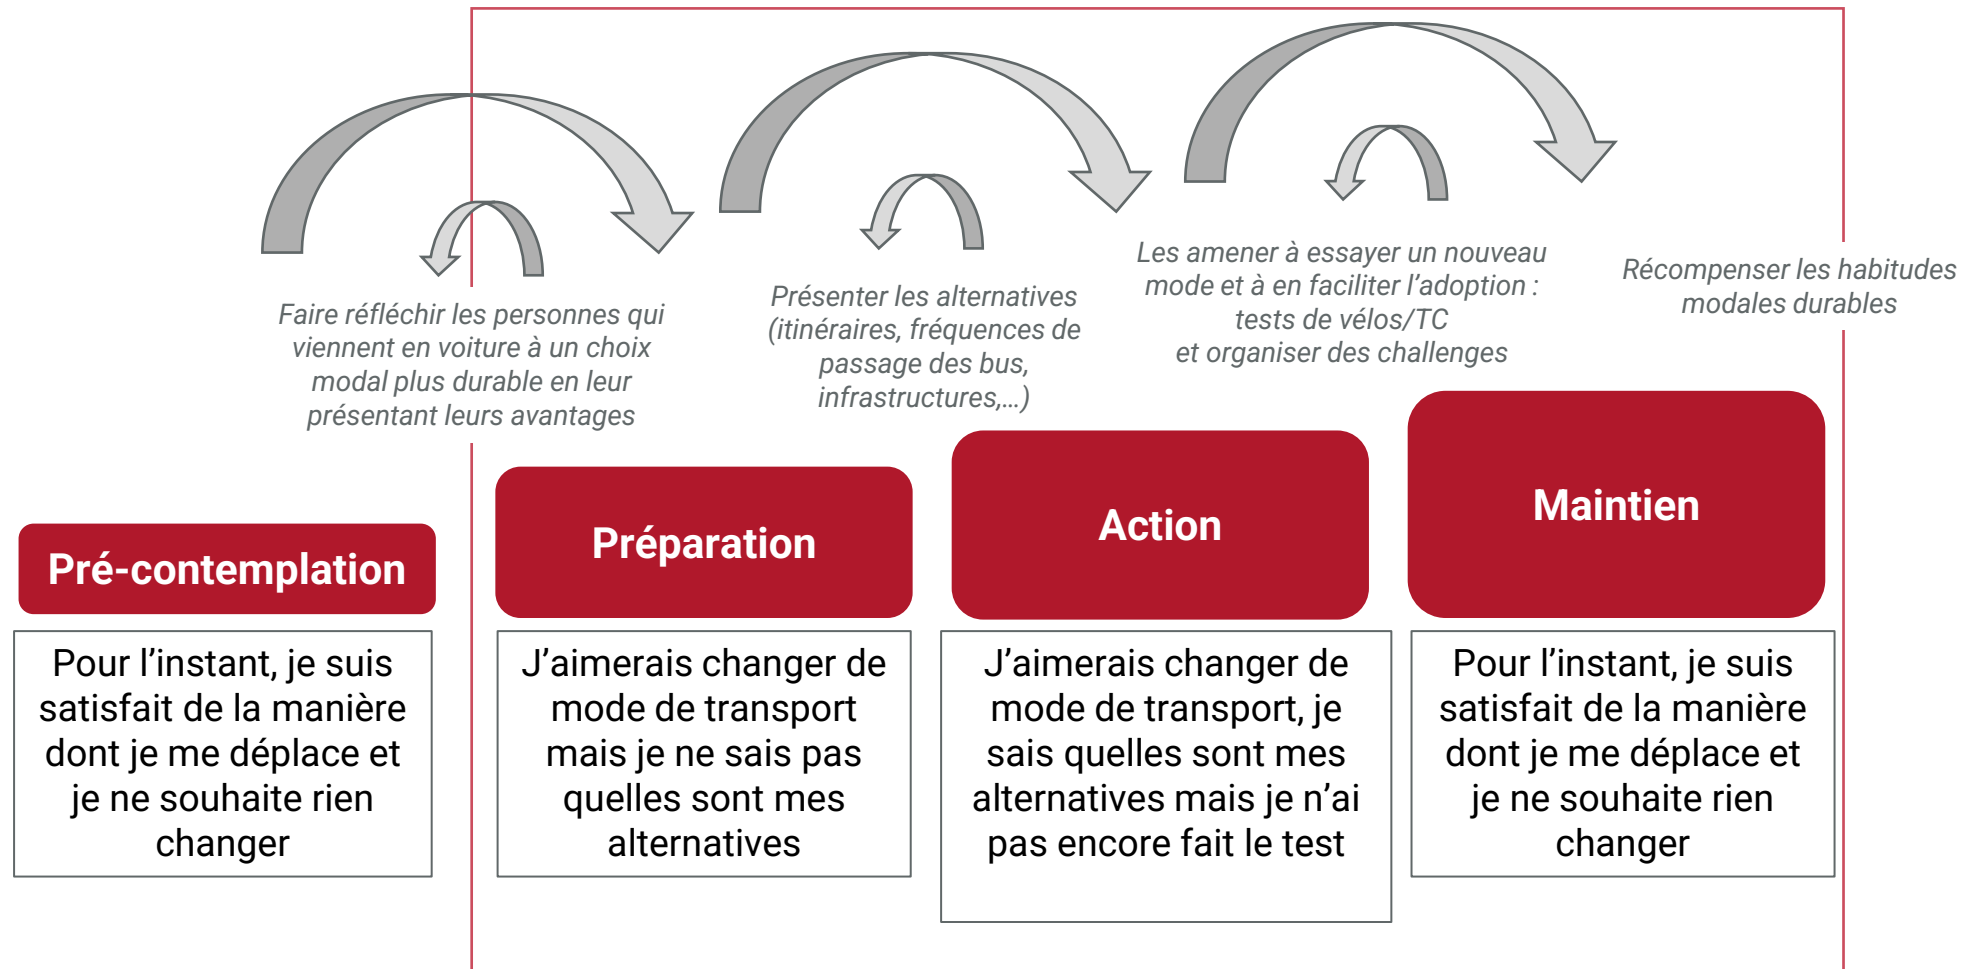 Faire réfléchir les personnes qui
viennent en voiture à un choix
modal plus durable en leur
présentant leurs avantages
Présenter les alternatives
(itinéraires, fréquences de
passage des bus,
infrastructures,...)
Les amener à essayer un nouveau
mode et à en faciliter l’adoption :
tests de vélos/TC
et organiser des challenges
Récompenser les habitudes
modales durables
Pré-contemplation
Préparation
Action
Maintien
Pour l’instant, je suis
satisfait de la manière
dont je me déplace et
je ne souhaite rien
changer
J’aimerais changer de
mode de transport
mais je ne sais pas
quelles sont mes
alternatives
J’aimerais changer de
mode de transport, je
sais quelles sont mes
alternatives mais je n’ai
pas encore fait le test
Pour l’instant, je suis
satisfait de la manière
dont je me déplace et
je ne souhaite rien
changer